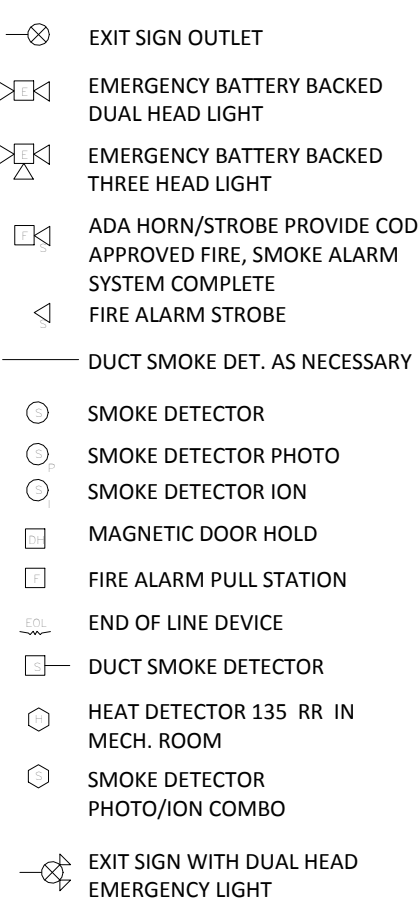 EXIT SIGN OUTLET
E EMERGENCY BATTERY BACKED
DUAL HEAD LIGHT
E EMERGENCY BATTERY BACKED
THREE HEAD LIGHT
F S ADA HORN/STROBE PROVIDE COD
APPROVED FIRE, SMOKE ALARM
SYSTEM COMPLETE
S FIRE ALARM STROBE
DUCT SMOKE DET. AS NECESSARY
S SMOKE DETECTOR
S P SMOKE DETECTOR PHOTO
S I SMOKE DETECTOR ION
DH MAGNETIC DOOR HOLD
F FIRE ALARM PULL STATION
EOL END OF LINE DEVICE
S DUCT SMOKE DETECTOR
H HEAT DETECTOR 135 RR IN
MECH. ROOM
S SMOKE DETECTOR
PHOTO/ION COMBO
EXIT SIGN WITH DUAL HEAD
EMERGENCY LIGHT